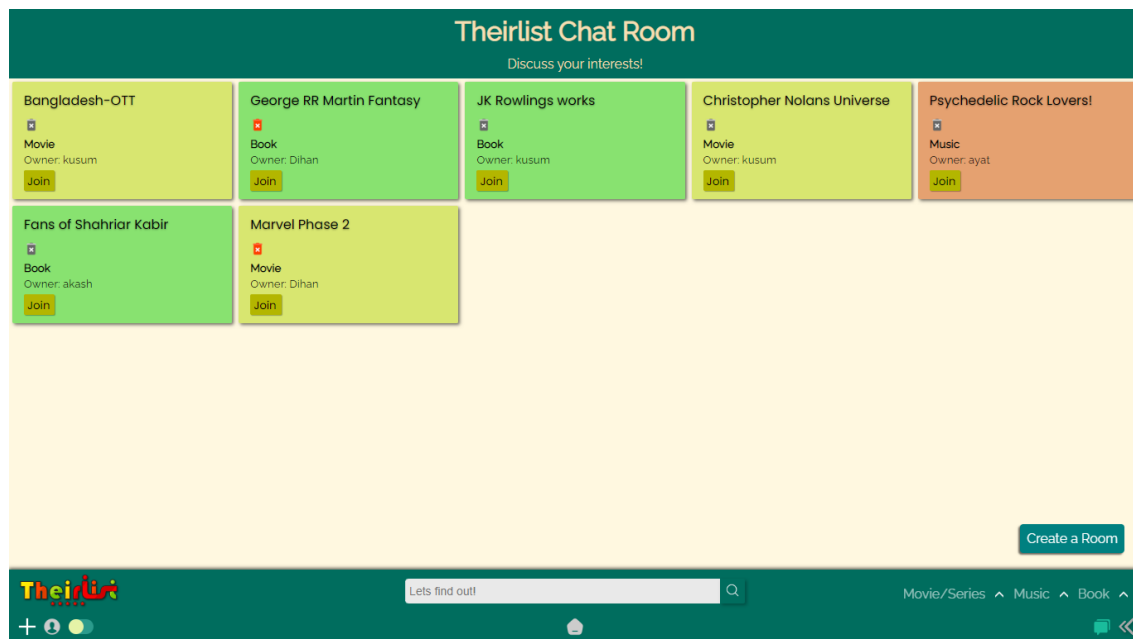 Theirlist Chat Room
Discuss your interests!
Bangladesh-OTT
Movie
Owner: kusum
Join
George RR Martin Fantasy
Book
Owner: Dihan
Join
JK Rowlings works
Book
Owner: kusum
Join
Christopher Nolans Universe
Movie
Owner: kusum
Join
Psychedelic Rock Lovers!
Music
Owner: ayat
Join
Fans of Shahriar Kabir
Book
Owner: akash
Join
Marvel Phase 2
Movie
Owner: Dihan
Join
Create a Room
Theirlist
Lets find out!
Movie/Series
Music
Book